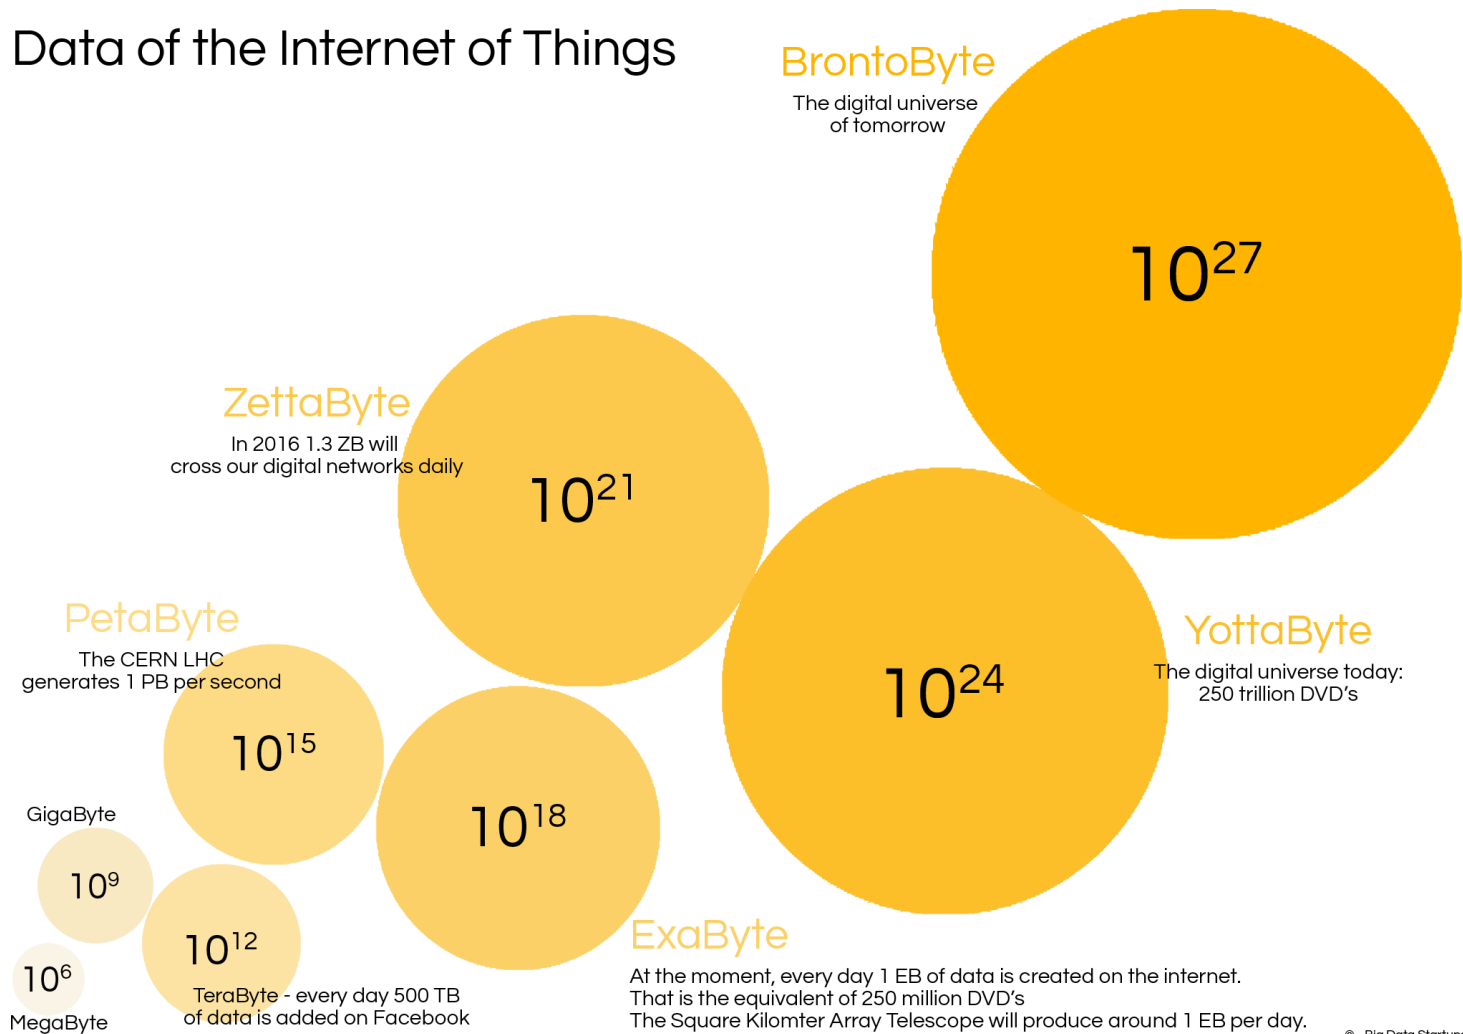 Data of the Internet of Things
BrontoByte
The digital universe
of tomorrow
10²⁷
ZettaByte
In 2016 1.3 ZB will
cross our digital networks daily
10²¹
PetaByte
The CERN LHC
generates 1 PB per second
10¹⁵
YottaByte
The digital universe today:
250 trillion DVD's
10²⁴
10¹⁸
GigaByte
10⁹
10¹²
ExaByte
At the moment, every day 1 EB of data is created on the internet.
That is the equivalent of 250 million DVD's
The Square Kilomter Array Telescope will produce around 1 EB per day.
10⁶
MegaByte
TeraByte - every day 500 TB
of data is added on Facebook